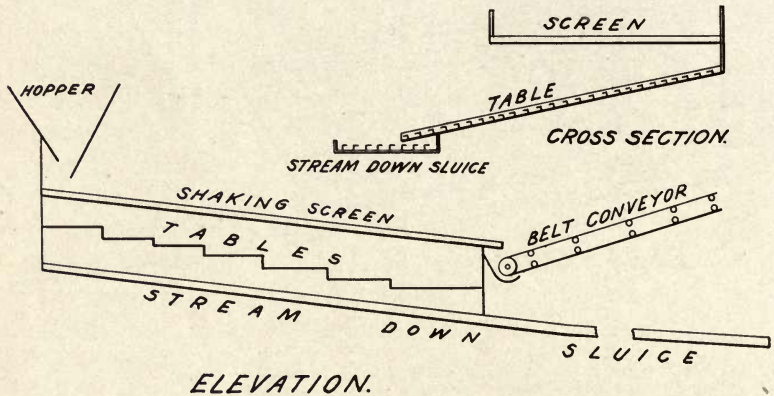 SCREEN
HOPPER
TABLE
CROSS SECTION.
STREAM DOWN SLUICE
SHAKING SCREEN
BELT CONVEYOR
TABLES
STREAM DOWN SLUICE
ELEVATION.